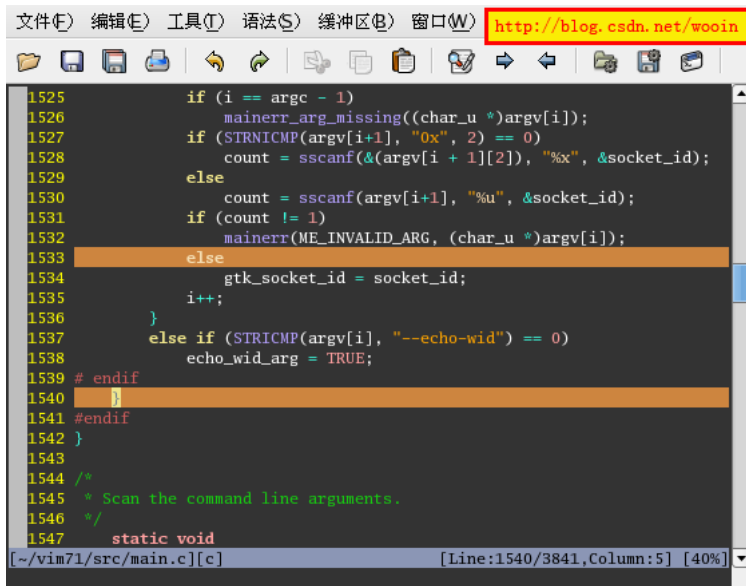 文件(F) 编辑(E) 工具(T) 语法(S) 缓冲区(B) 窗口(W) http://blog.csdn.net/wooin
1525 if (i == argc - 1)
1526 mainerr_arg_missing((char_u *)argv[i]);
1527 if (STRNICMP(argv[i+1], "0x", 2) == 0)
1528 count = sscanf(&(argv[i + 1][2]), "%x", &socket_id);
1529 else
1530 count = sscanf(argv[i+1], "%u", &socket_id);
1531 if (count != 1)
1532 mainerr(ME_INVALID_ARG, (char_u *)argv[i]);
1533 else
1534 gtk_socket_id = socket_id;
1535 i++;
1536 }
1537 else if (STRICMP(argv[i], "--echo-wid") == 0)
1538 echo_wid_arg = TRUE;
1539 # endif
1540 }
1541 #endif
1542 }
1543
1544 /*
1545 * Scan the command line arguments.
1546 */
1547 static void
[~/vim71/src/main.c][c] [Line:1540/3841,Column:5] [40%]